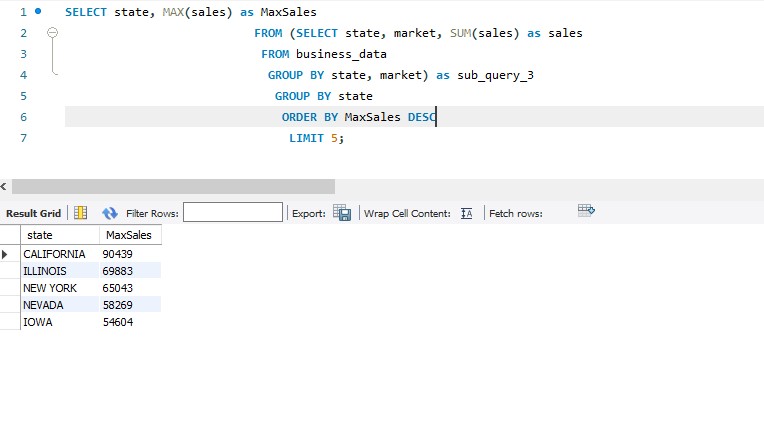 1 SELECT state, MAX(sales) as MaxSales
2 FROM (SELECT state, market, SUM(sales) as sales
3 FROM business_data
4 GROUP BY state, market) as sub_query_3
5 GROUP BY state
6 ORDER BY MaxSales DESC
7 LIMIT 5;
Result Grid Filter Rows: Export: Wrap Cell Content: Fetch rows:
state MaxSales
CALIFORNIA 90439
ILLINOIS 69883
NEW YORK 65043
NEVADA 58269
IOWA 54604